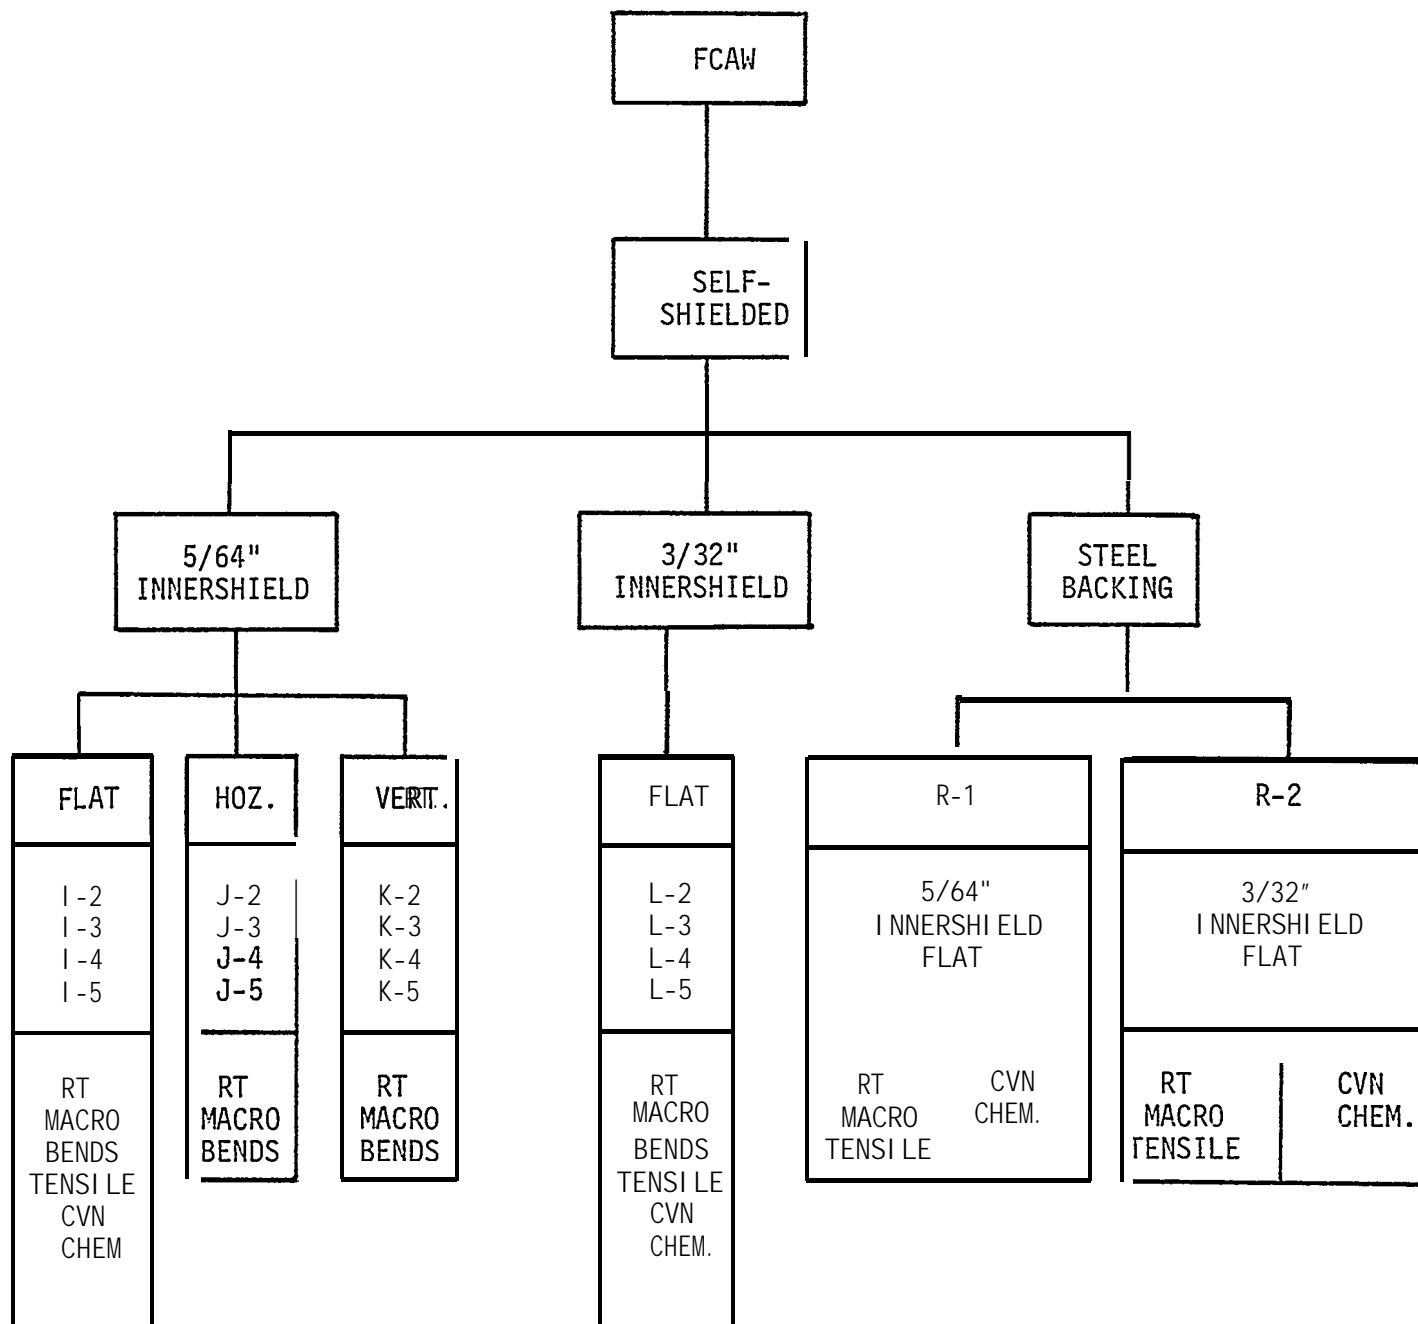 FCAW
SELF-
SHIELDED
5/64"
INNERSHIELD
3/32"
INNERSHIELD
STEEL
BACKING
FLAT
I-2
I-3
I-4
I-5
RT
MACRO
BENDS
TENSILE
CVN
CHEM
HOZ.
J-2
J-3
J-4
J-5
RT
MACRO
BENDS
VERT.
K-2
K-3
K-4
K-5
RT
MACRO
BENDS
FLAT
L-2
L-3
L-4
L-5
RT
MACRO
BENDS
TENSILE
CVN
CHEM.
R-1
5/64"
INNERSHIELD
FLAT
RT
MACRO
TENSILE
CVN
CHEM.
R-2
3/32"
INNERSHIELD
FLAT
RT
MACRO
TENSILE
CVN
CHEM.